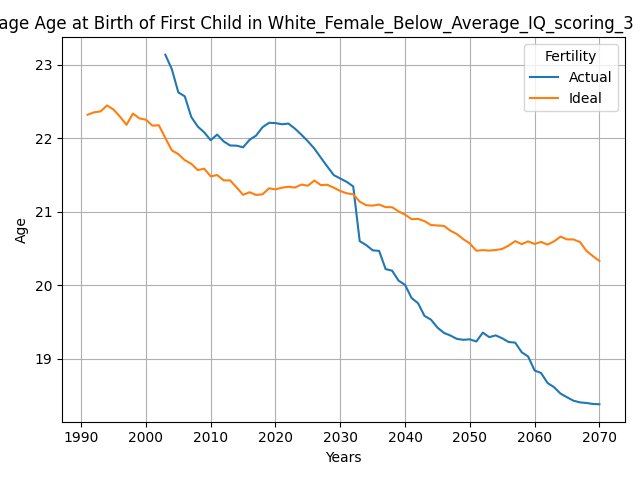 age Age at Birth of First Child in White_Female_Below_Average_IQ_scoring_3
Fertility
Actual
Ideal
23
22
21
20
19
Age
1990 2000 2010 2020 2030 2040 2050 2060 2070
Years